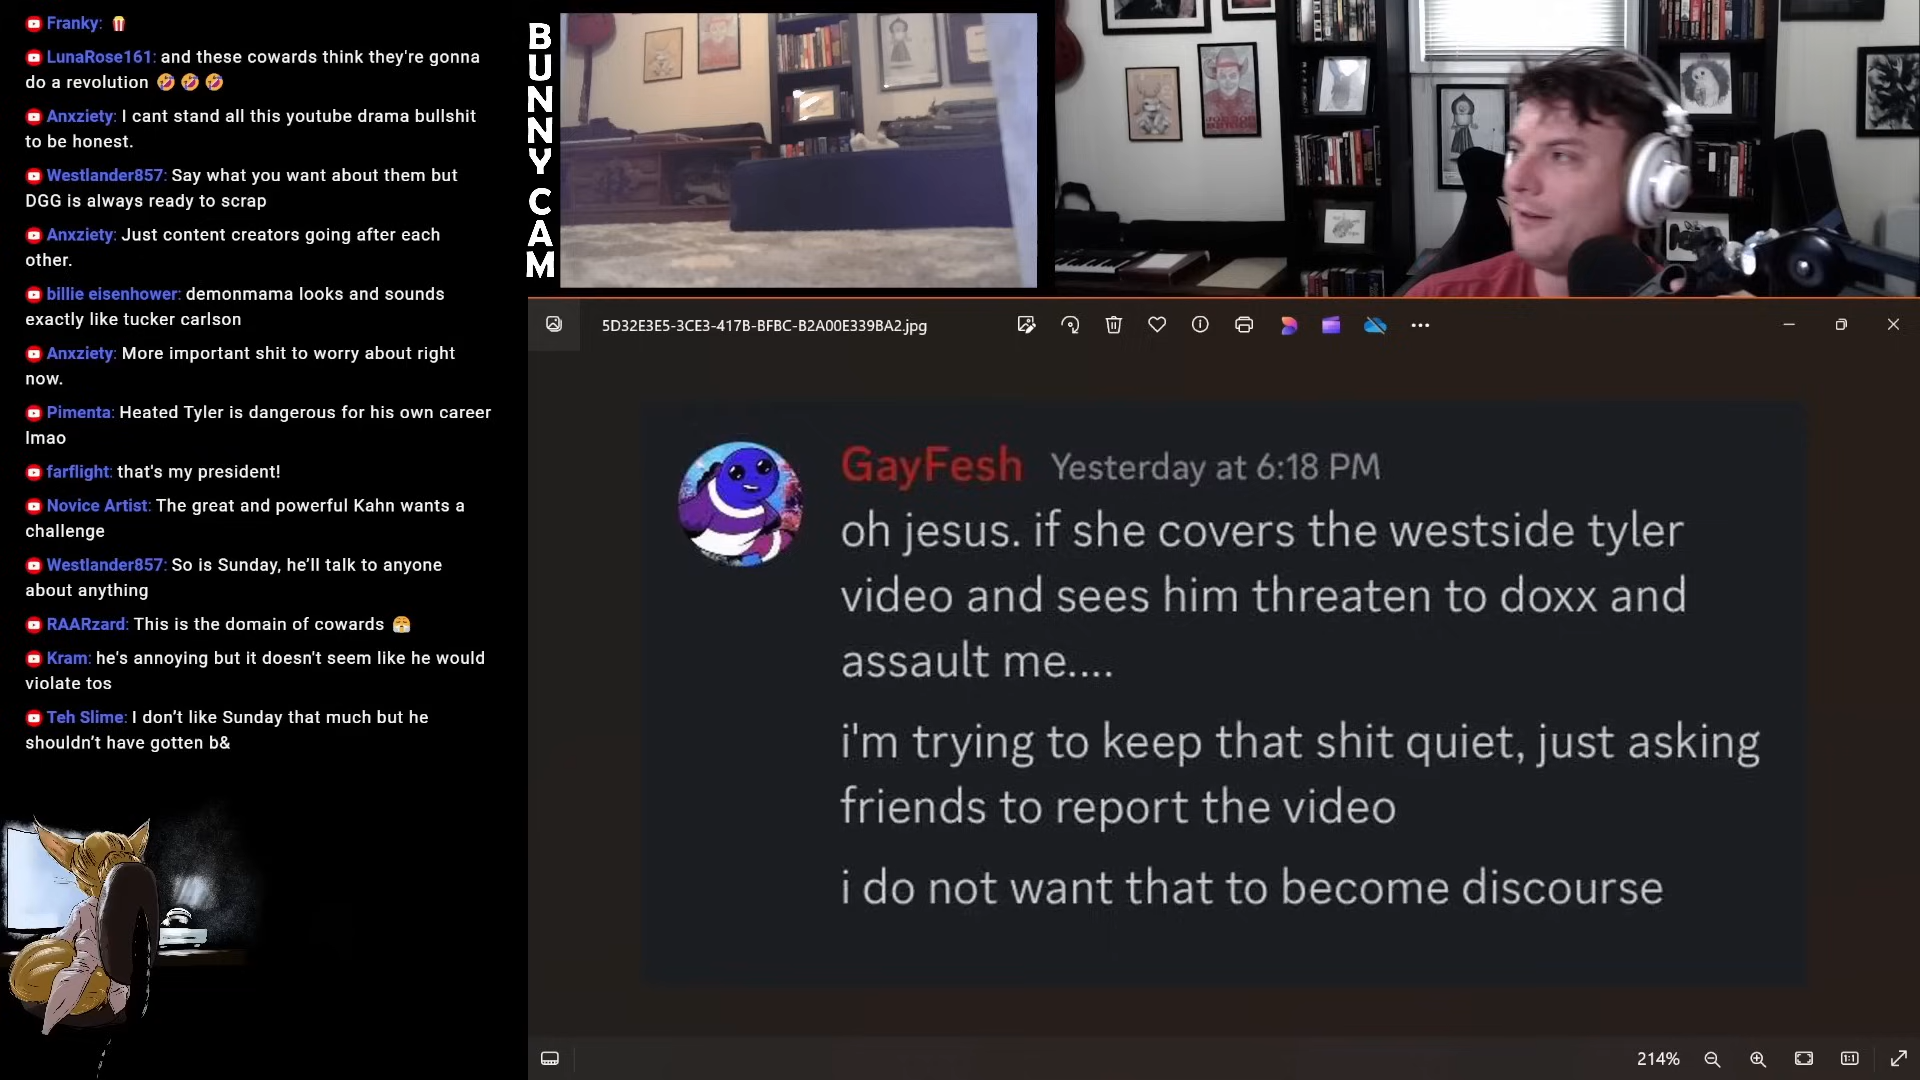 Franky:
LunaRose161: and these cowards think they're gonna
do a revolution 🤣 🤣 🤣
Anxziety: I cant stand all this youtube drama bullshit
to be honest.
Westlander857: Say what you want about them but
DGG is always ready to scrap
Anxziety: Just content creators going after each
other.
billie eisenhower: demonmama looks and sounds
exactly like tucker carlson
Anxziety: More important shit to worry about right
now.
Pimenta: Heated Tyler is dangerous for his own career
lmao
farflight: that's my president!
Novice Artist: The great and powerful Kahn wants a
challenge
Westlander857: So is Sunday, he’ll talk to anyone
about anything
RAARzard: This is the domain of cowards 😤
Kram: he's annoying but it doesn't seem like he would
violate tos
Teh Slime: I don’t like Sunday that much but he
shouldn’t have gotten b&
BUNNY CAM
5D32E3E5-3CE3-417B-BFBC-B2A00E339BA2.jpg
GayFesh Yesterday at 6:18 PM
oh jesus. if she covers the westside tyler
video and sees him threaten to doxx and
assault me....
i'm trying to keep that shit quiet, just asking
friends to report the video
i do not want that to become discourse
214%